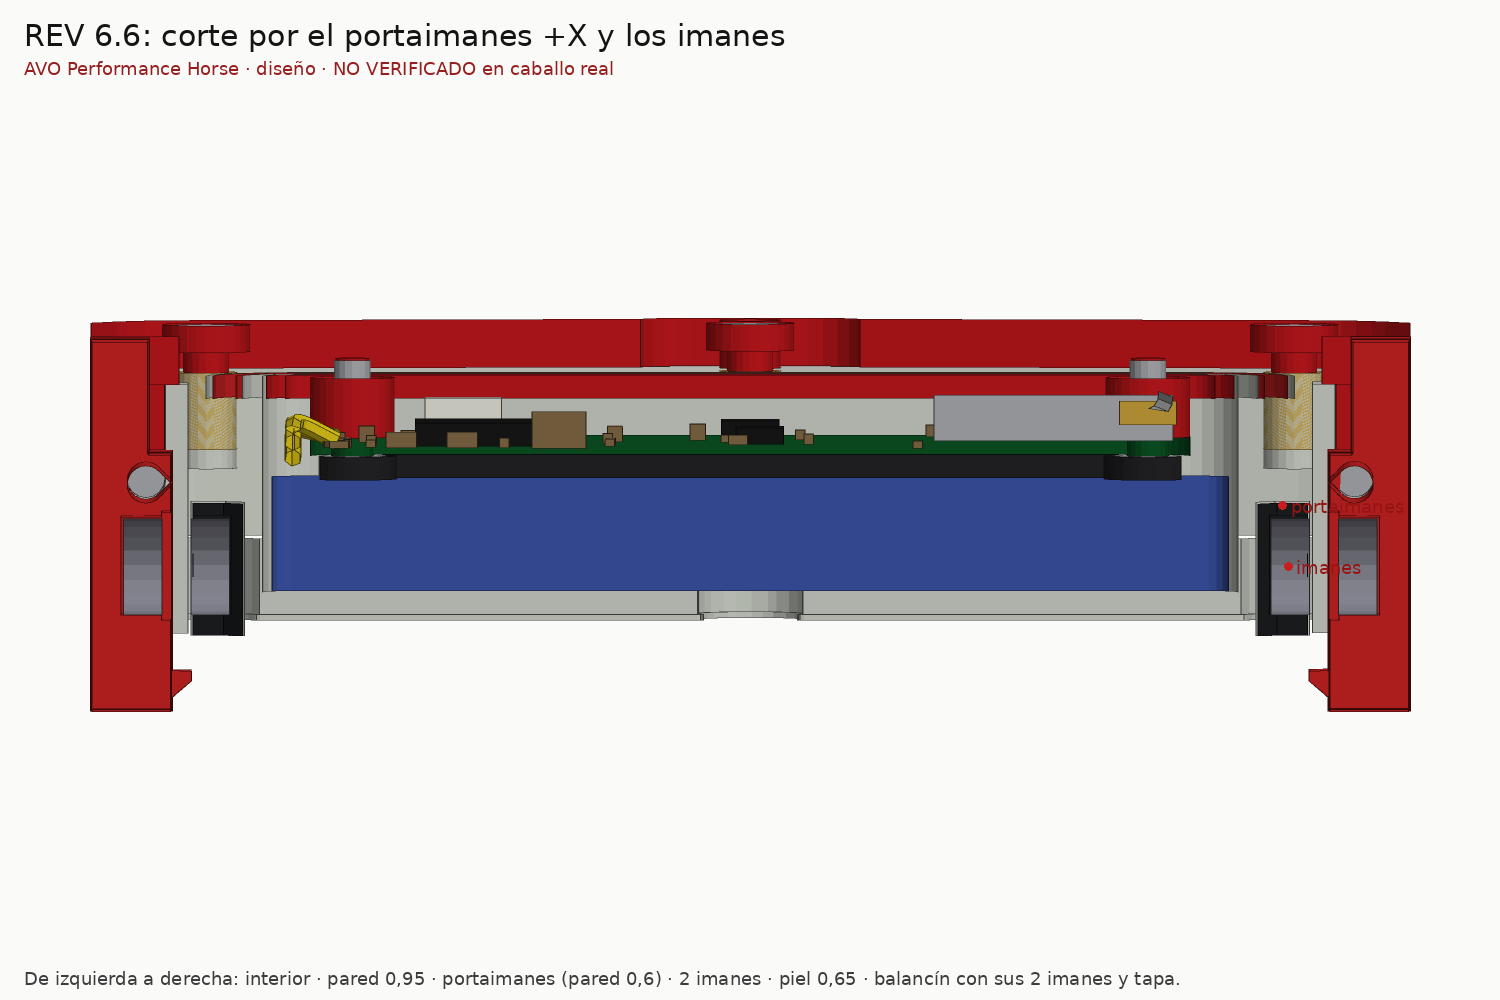 REV 6.6: corte por el portaimanes +X y los imanes
AVO Performance Horse · diseño · NO VERIFICADO en caballo real
portaimanes
imanes
De izquierda a derecha: interior · pared 0,95 · portaimanes (pared 0,6) · 2 imanes · piel 0,65 · balancín con sus 2 imanes y tapa.